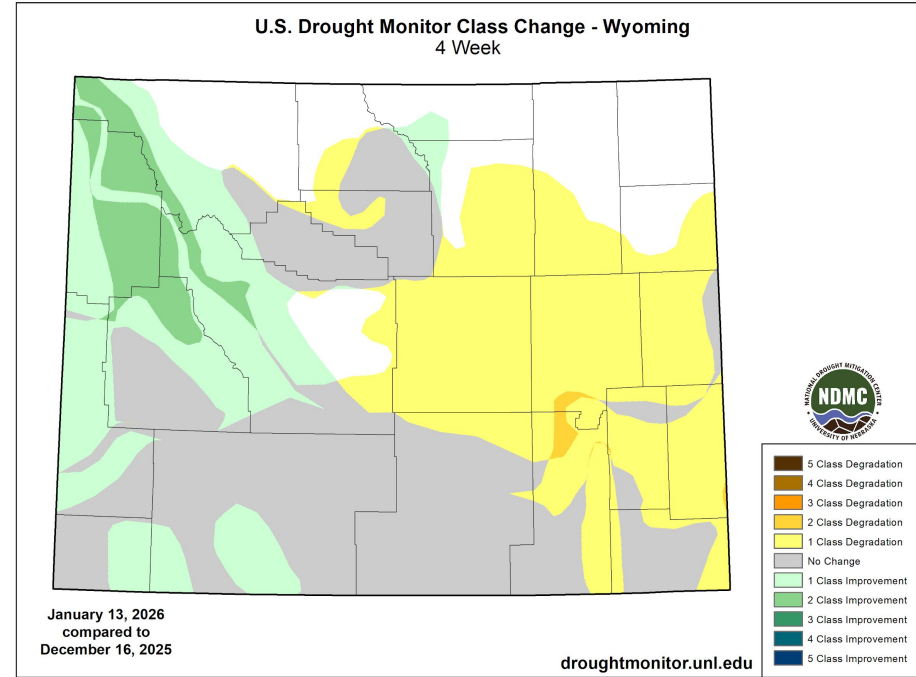 U.S. Drought Monitor Class Change - Wyoming
4 Week
NATIONAL DROUGHT MITIGATION CENTER
NDMC
UNIVERSITY OF NEBRASKA
5 Class Degradation
4 Class Degradation
3 Class Degradation
2 Class Degradation
1 Class Degradation
No Change
1 Class Improvement
2 Class Improvement
3 Class Improvement
4 Class Improvement
5 Class Improvement
January 13, 2026
compared to
December 16, 2025
droughtmonitor.unl.edu